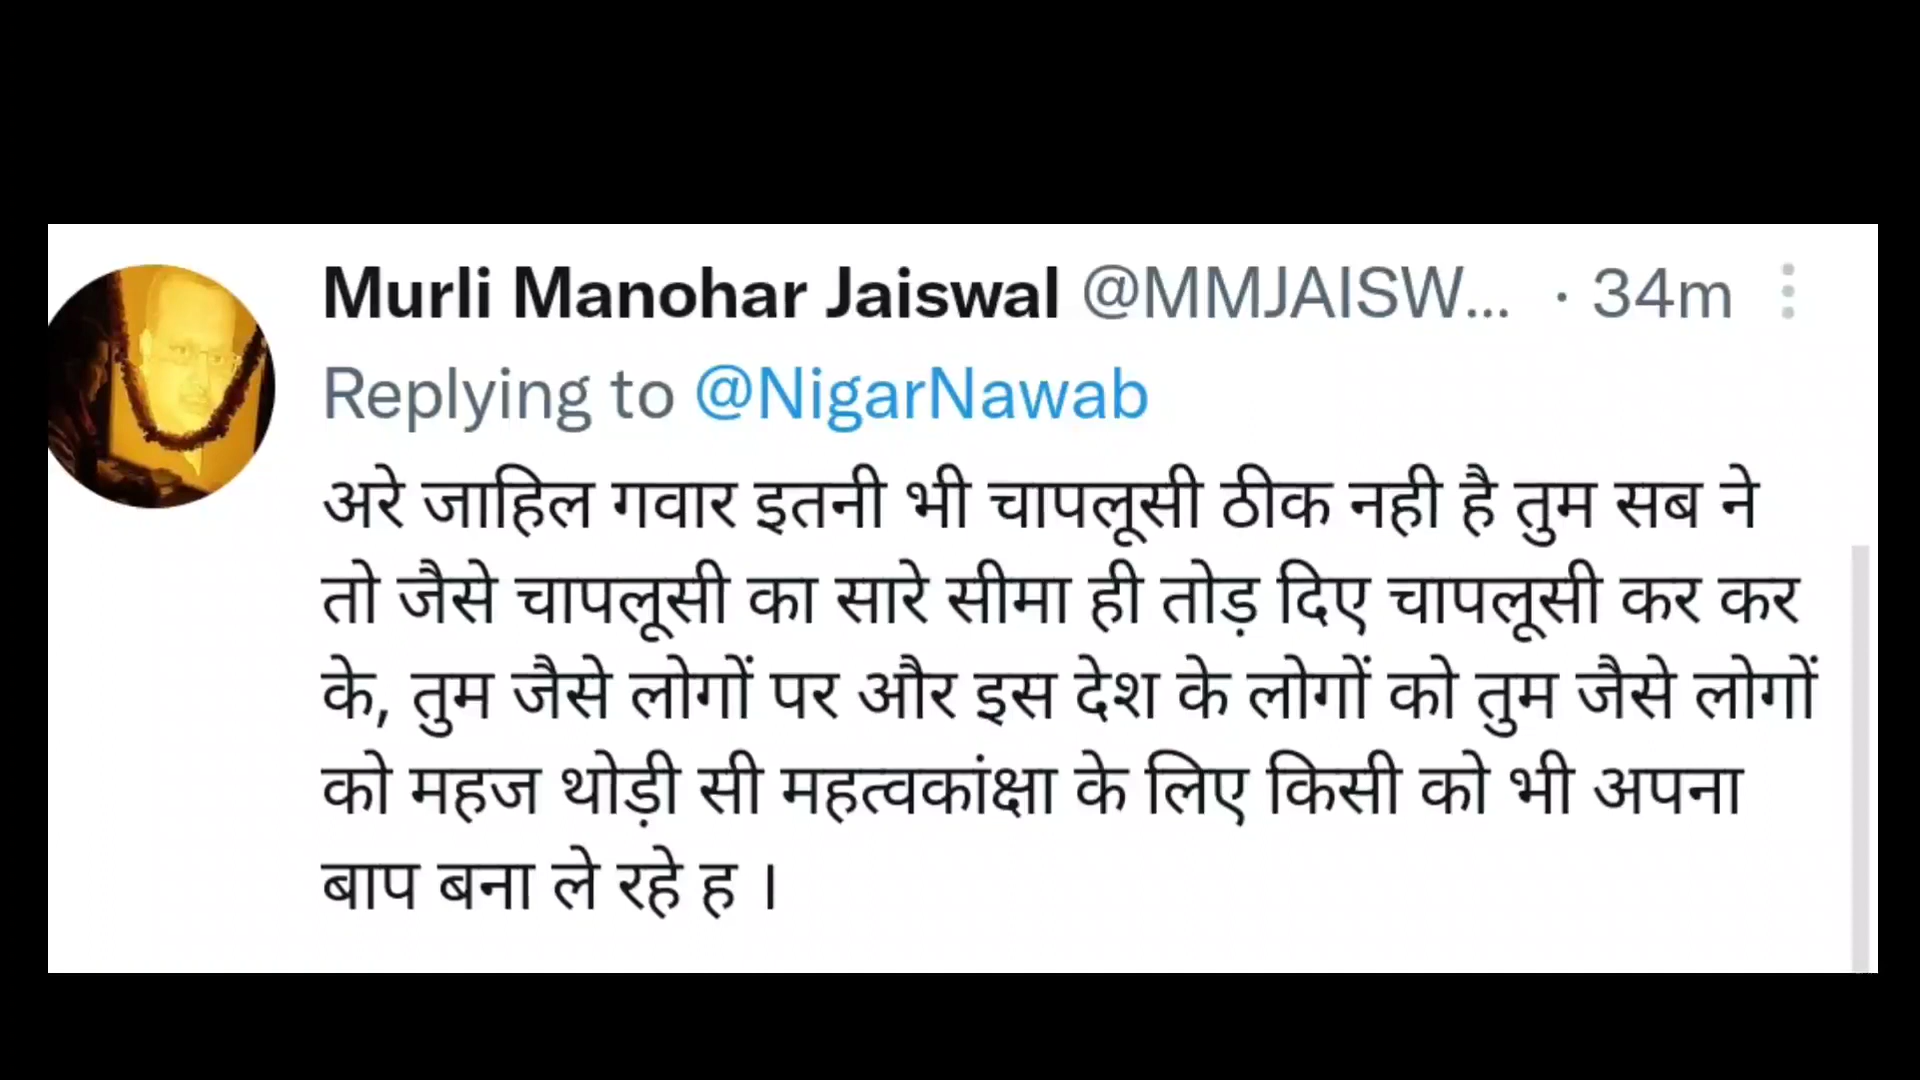 Murli Manohar Jaiswal @MMJAISW... · 34m
Replying to @NigarNawab
अरे जाहिल गवार इतनी भी चापलूसी ठीक नही है तुम सब ने
तो जैसे चापलूसी का सारे सीमा ही तोड़ दिए चापलूसी कर कर
के, तुम जैसे लोगों पर और इस देश के लोगों को तुम जैसे लोगों
को महज थोड़ी सी महत्वकांक्षा के लिए किसी को भी अपना
बाप बना ले रहे ह ।